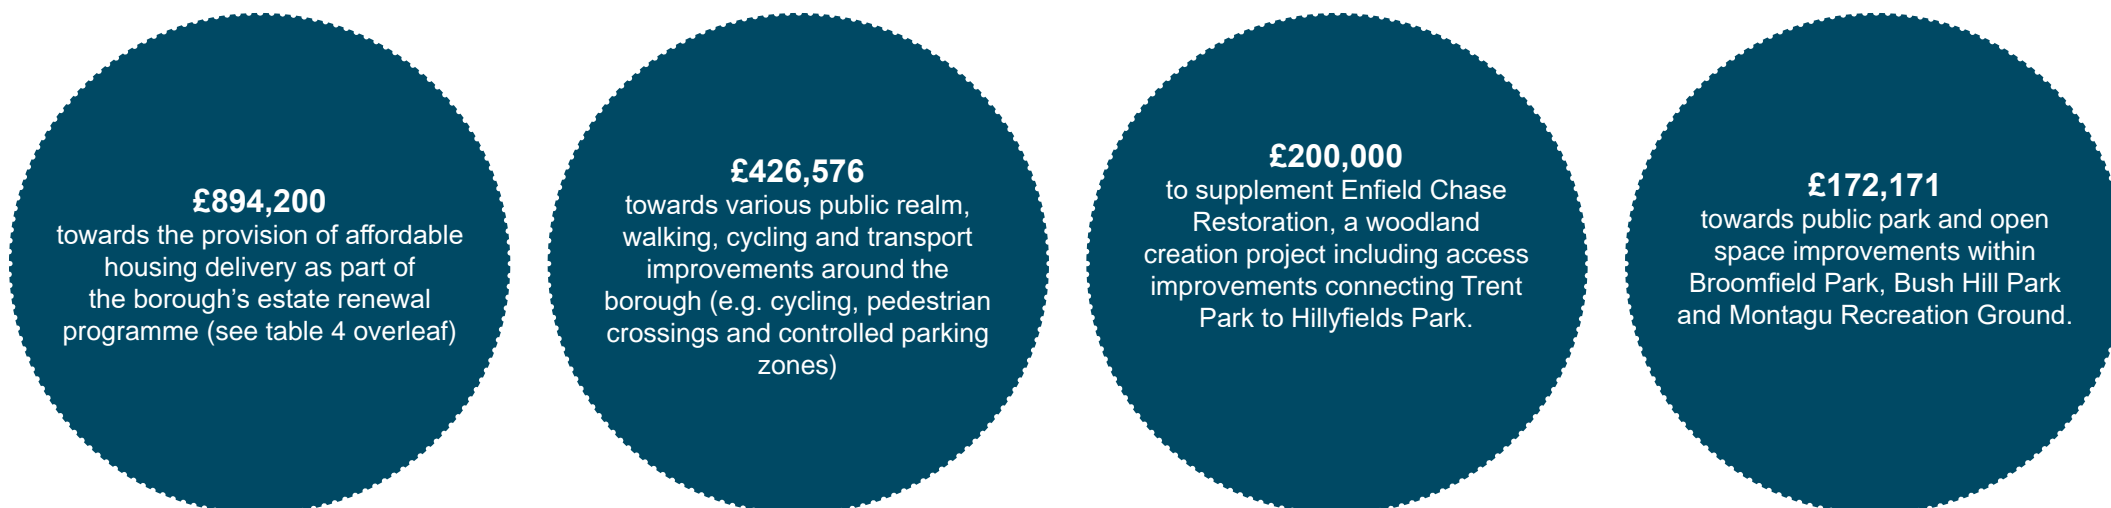 £894,200
towards the provision of affordable
housing delivery as part of
the borough’s estate renewal
programme (see table 4 overleaf)
£426,576
towards various public realm,
walking, cycling and transport
improvements around the
borough (e.g. cycling, pedestrian
crossings and controlled parking
zones)
£200,000
to supplement Enfield Chase
Restoration, a woodland
creation project including access
improvements connecting Trent
Park to Hillyfields Park.
£172,171
towards public park and open
space improvements within
Broomfield Park, Bush Hill Park
and Montagu Recreation Ground.